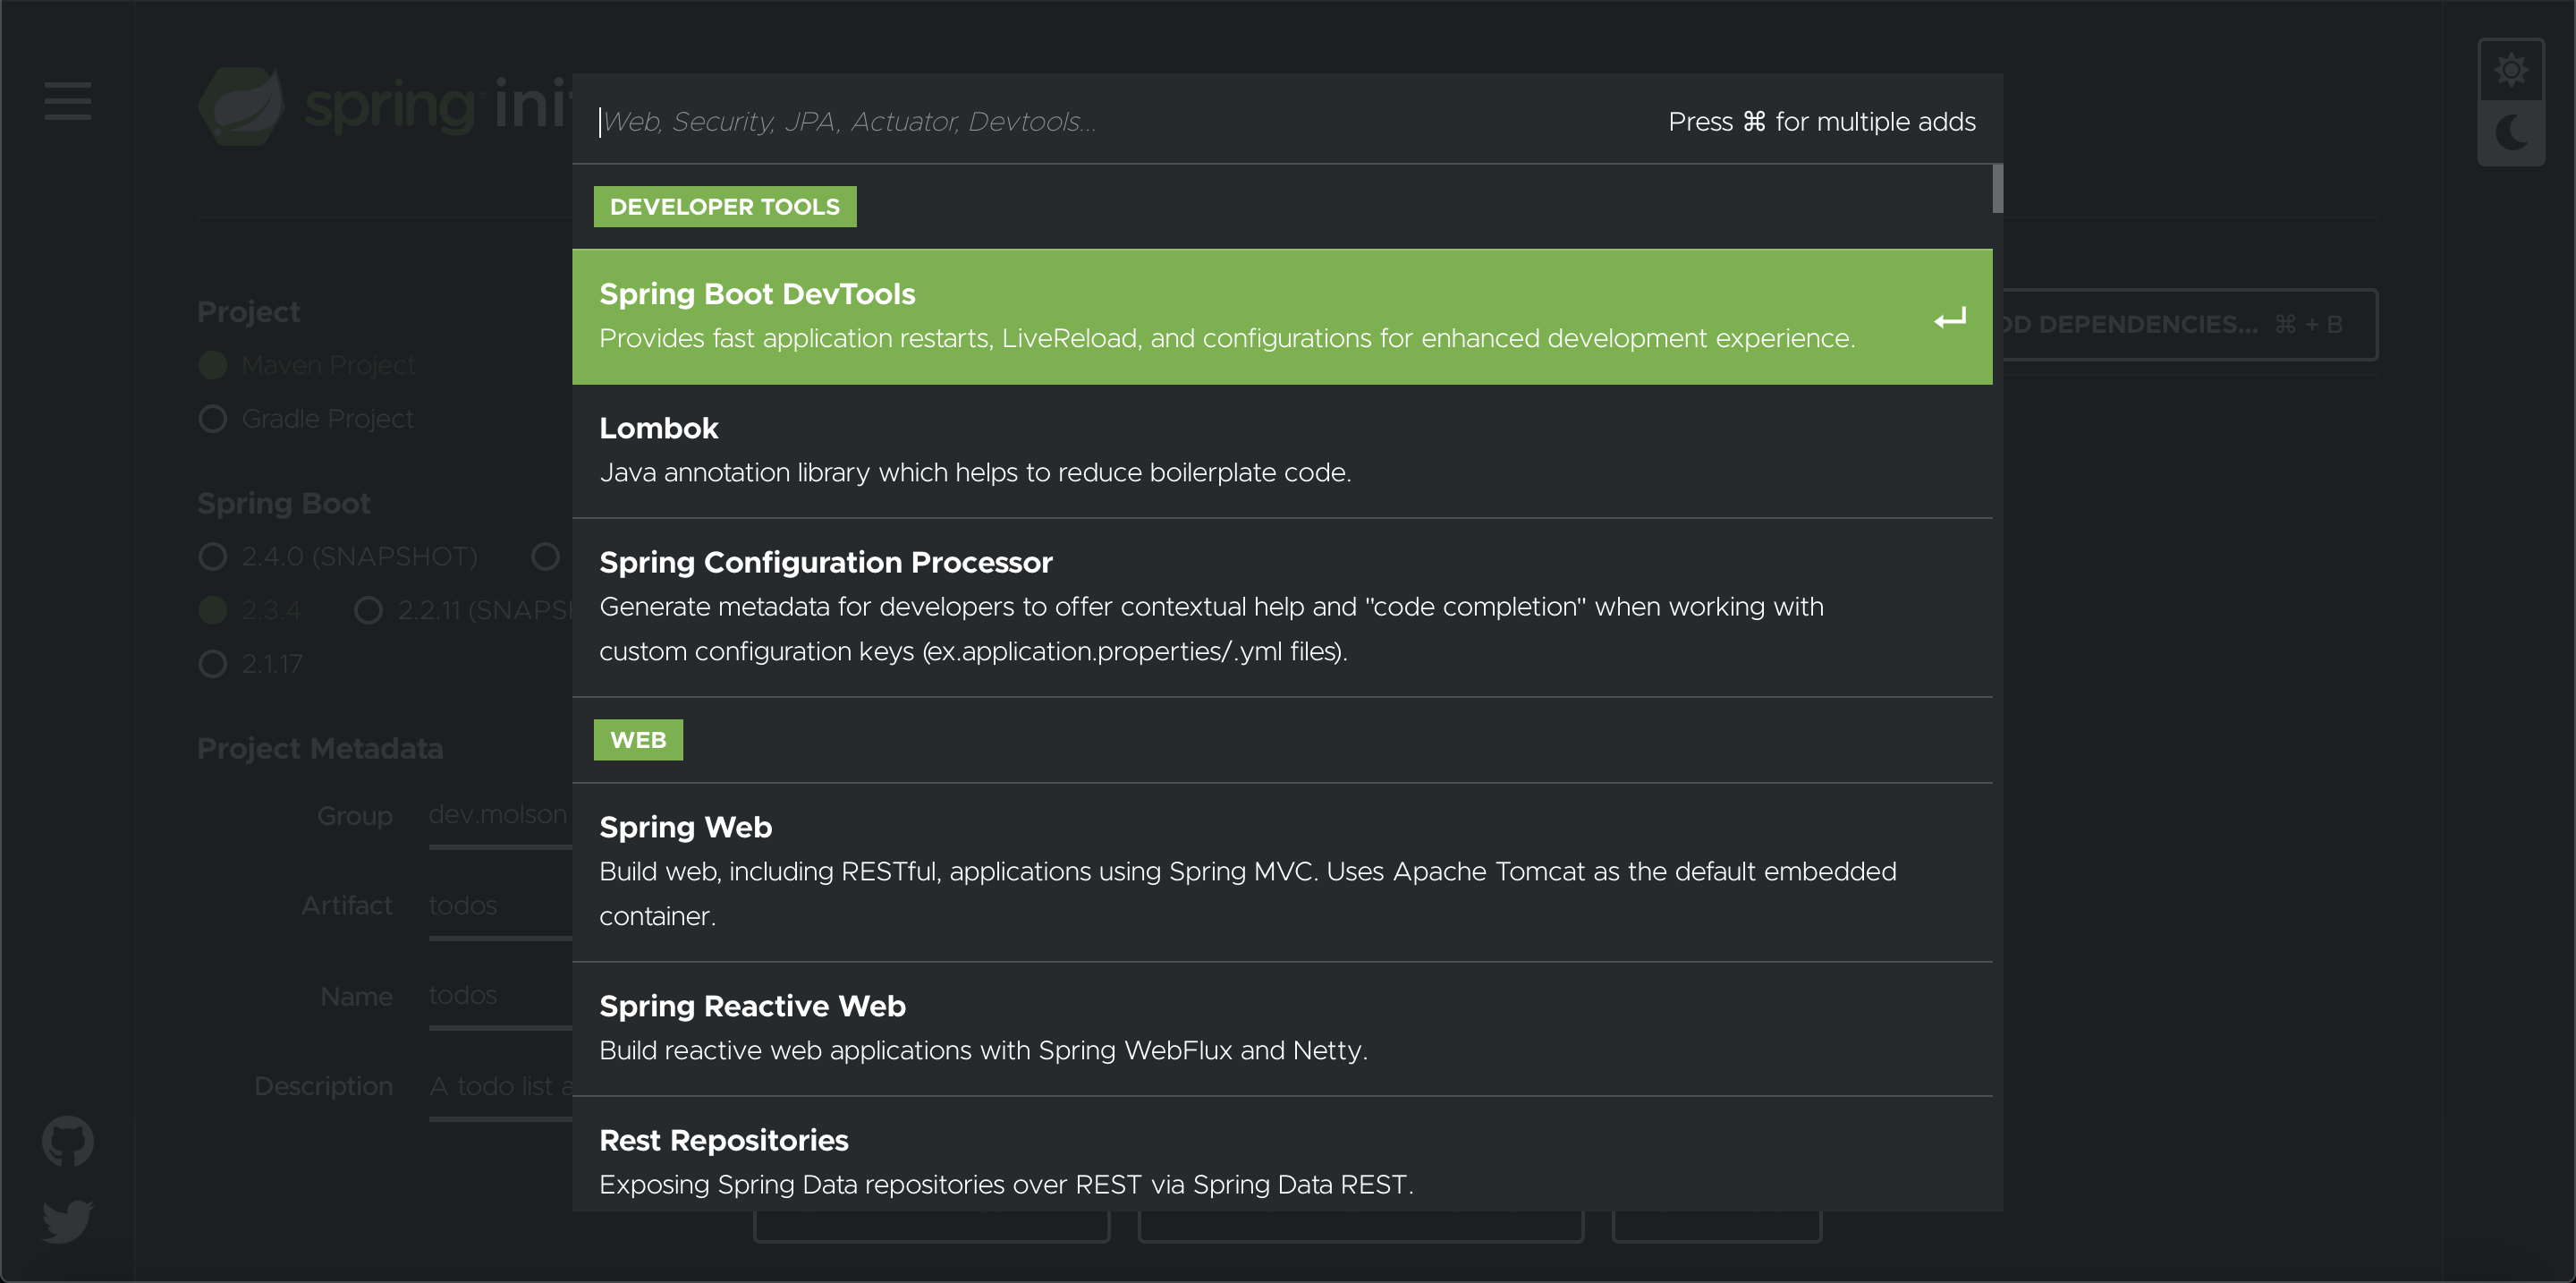 spring init
Web, Security, JPA, Actuator, Devtools...
Press ⌘ for multiple adds
DEVELOPER TOOLS
Spring Boot DevTools
Provides fast application restarts, LiveReload, and configurations for enhanced development experience.
Lombok
Java annotation library which helps to reduce boilerplate code.
Spring Configuration Processor
Generate metadata for developers to offer contextual help and "code completion" when working with
custom configuration keys (ex.application.properties/.yml files).
WEB
Spring Web
Build web, including RESTful, applications using Spring MVC. Uses Apache Tomcat as the default embedded
container.
Spring Reactive Web
Build reactive web applications with Spring WebFlux and Netty.
Rest Repositories
Exposing Spring Data repositories over REST via Spring Data REST.
Project
Maven Project
Gradle Project
Spring Boot
2.4.0 (SNAPSHOT)
2.3.4 2.2.11 (SNAPS
2.1.17
Project Metadata
Group dev.molson
Artifact todos
Name todos
Description A todo list a
DD DEPENDENCIES... ⌘ + B